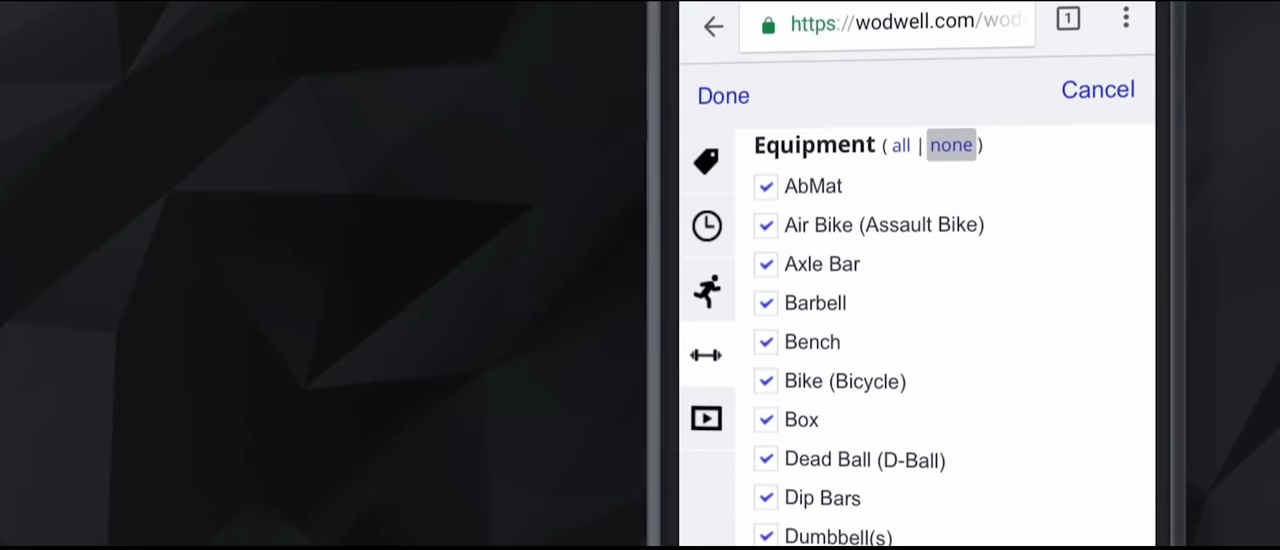 https://wodwell.com/wod
1
Done
Cancel
Equipment ( all | none )
AbMat
Air Bike (Assault Bike)
Axle Bar
Barbell
Bench
Bike (Bicycle)
Box
Dead Ball (D-Ball)
Dip Bars
Dumbbell(s)